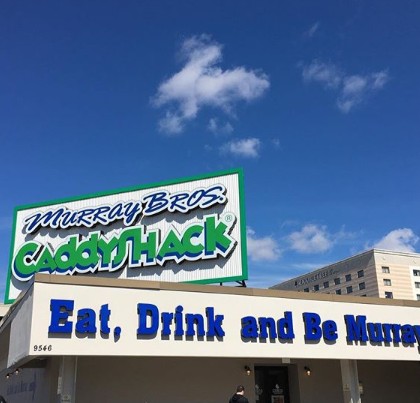 Murray Bros.
Caddyshack®
Eat, Drink and Be Murray
9546